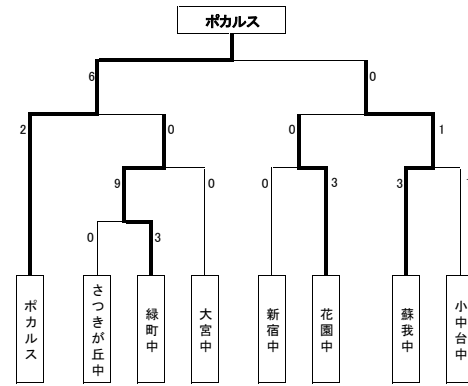 ポカルス
6 0
2 0 0 1
9 0 0 3 3
0 3
ポカルス
さつきが丘中
緑町中
大宮中
新宿中
花園中
蘇我中
小中台中